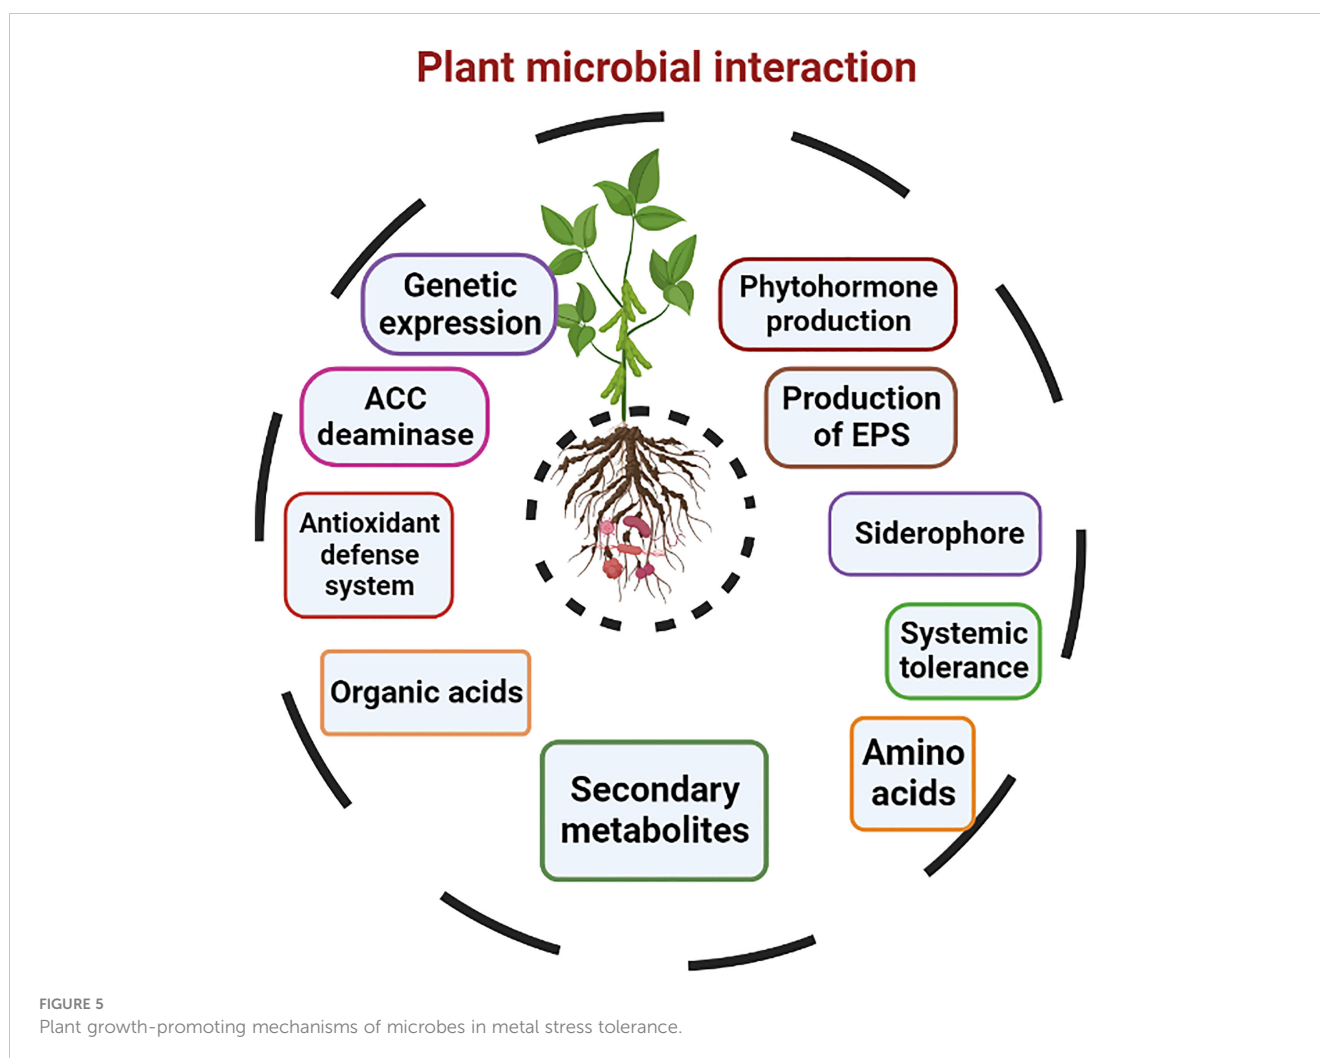 Plant microbial interaction
Genetic
expression
Phytohormone
production
ACC
deaminase
Production
of EPS
Antioxidant
defense
system
Siderophore
Systemic
tolerance
Organic acids
Amino
acids
Secondary
metabolites
FIGURE 5
Plant growth-promoting mechanisms of microbes in metal stress tolerance.